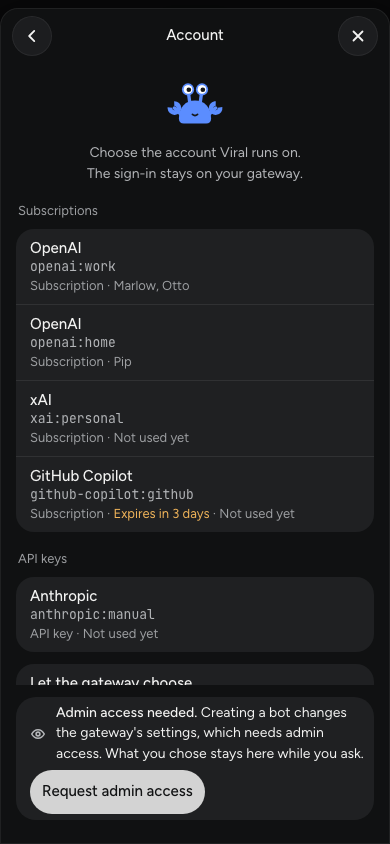 Account
Choose the account Viral runs on.
The sign-in stays on your gateway.
Subscriptions
OpenAI
openai:work
Subscription · Marlow, Otto
OpenAI
openai:home
Subscription · Pip
xAI
xai:personal
Subscription · Not used yet
GitHub Copilot
github-copilot:github
Subscription · Expires in 3 days · Not used yet
API keys
Anthropic
anthropic:manual
API key · Not used yet
Let the gateway choose
Admin access needed. Creating a bot changes
the gateway's settings, which needs admin
access. What you chose stays here while you ask.
Request admin access